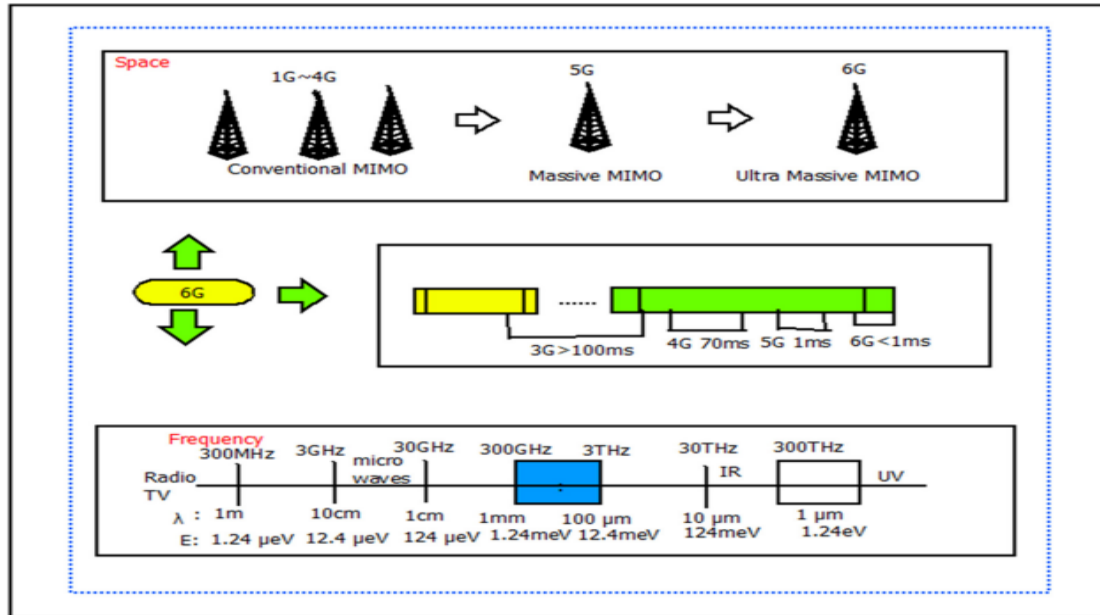 Space
1G~4G
5G
6G
Conventional MIMO
Massive MIMO
Ultra Massive MIMO
6G
......
3G>100ms
4G 70ms
5G 1ms
6G<1ms
Frequency
300MHz 3GHz 30GHz 300GHz 3THz 30THz 300THz
Radio
TV
micro
waves
IR
UV
λ : 1m 10cm 1cm 1mm 100 μm 10 μm 1 μm
E: 1.24 μeV 12.4 μeV 124 μeV 1.24meV 12.4meV 124meV 1.24eV